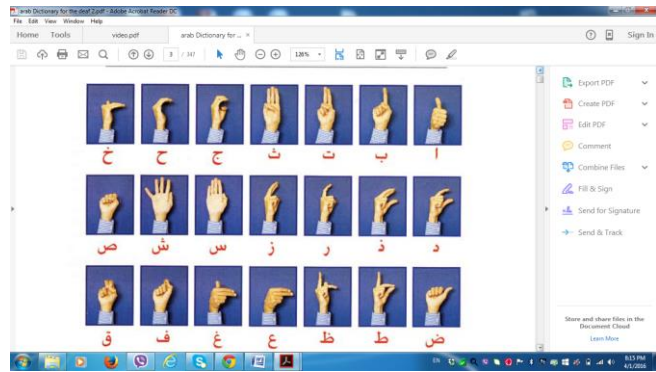 arab Dictionary for the deaf 2.pdf - Adobe Acrobat Reader DC
File Edit View Window Help
Home Tools video.pdf arab Dictionary for ... × Sign In
3 / 347 126%
Export PDF
Create PDF
Edit PDF
Comment
Combine Files
Fill & Sign
Send for Signature
Send & Track
ا ب ت ث ج ح خ
د ذ ر ز س ش ص
ض ط ظ ع غ ف ق
Store and share files in the
Document Cloud
Learn More
EN 9:15 PM
4/1/2016